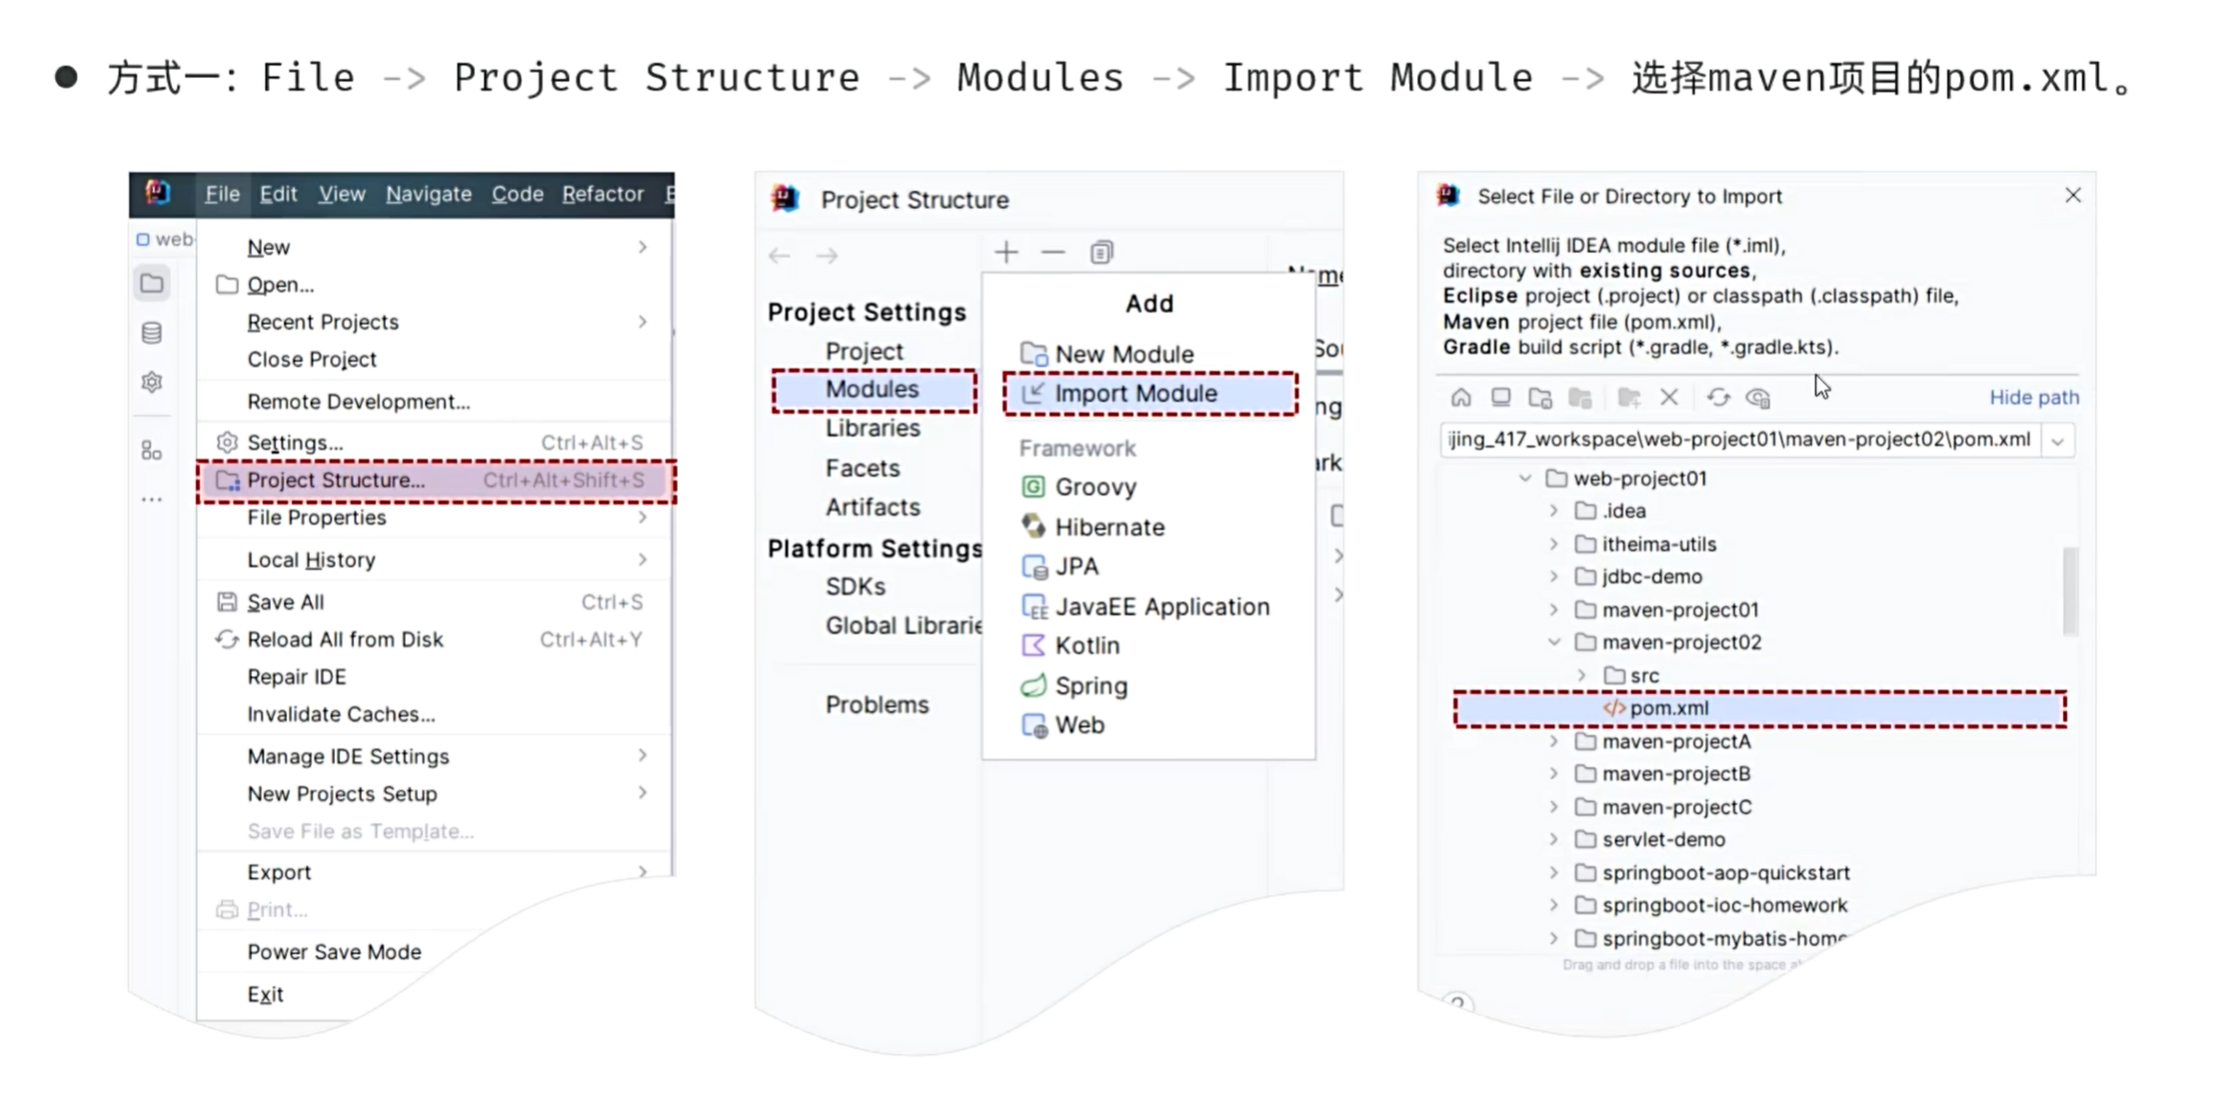 ● 方式一：File -> Project Structure -> Modules -> Import Module -> 选择maven项目的pom.xml。
File Edit View Navigate Code Refactor
web
New
Open...
Recent Projects
Close Project
Remote Development...
Settings... Ctrl+Alt+S
Project Structure... Ctrl+Alt+Shift+S
File Properties
Local History
Save All Ctrl+S
Reload All from Disk Ctrl+Alt+Y
Repair IDE
Invalidate Caches...
Manage IDE Settings
New Projects Setup
Save File as Template...
Export
Print...
Power Save Mode
Exit
Project Structure
Project Settings
Project
Modules
Libraries
Facets
Artifacts
Platform Settings
SDKs
Global Librarie
Problems
Add
New Module
Import Module
Framework
Groovy
Hibernate
JPA
JavaEE Application
Kotlin
Spring
Web
Select File or Directory to Import
Select Intellij IDEA module file (*.iml),
directory with existing sources,
Eclipse project (.project) or classpath (.classpath) file,
Maven project file (pom.xml),
Gradle build script (*.gradle, *.gradle.kts).
Hide path
ijing_417_workspace\web-project01\maven-project02\pom.xml
web-project01
.idea
itheima-utils
jdbc-demo
maven-project01
maven-project02
src
pom.xml
maven-projectA
maven-projectB
maven-projectC
servlet-demo
springboot-aop-quickstart
springboot-ioc-homework
springboot-mybatis-home
Drag and drop a file into the space